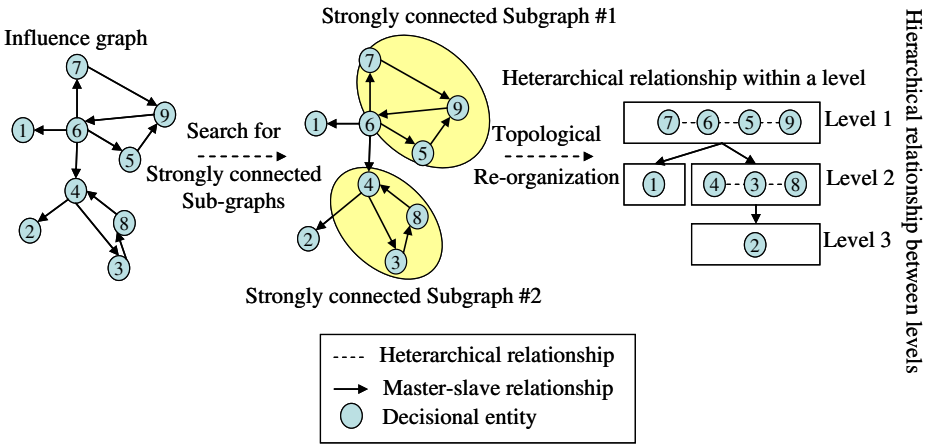 Strongly connected Subgraph #1
Influence graph
7
1
6
9
5
4
2
8
3
Search for
Strongly connected
Sub-graphs
7
9
1
6
5
4
8
2
3
Strongly connected Subgraph #2
Topological
Re-organization
Heterarchical relationship within a level
7 6 5 9 Level 1
1 4 3 8 Level 2
2 Level 3
Hierarchical relationship between levels
Heterarchical relationship
Master-slave relationship
Decisional entity